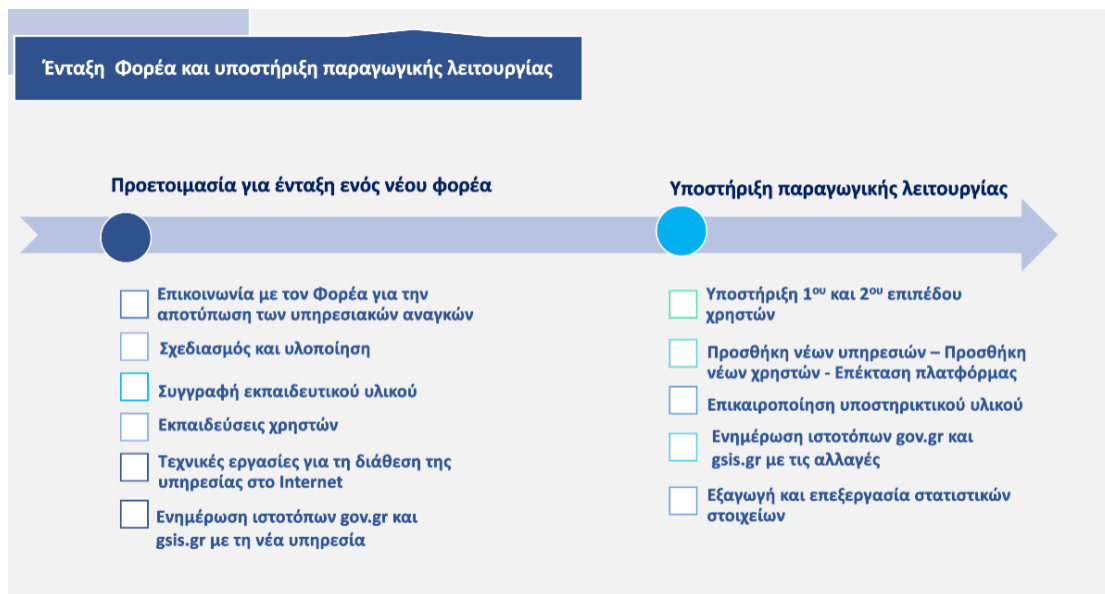 Ένταξη Φορέα και υποστήριξη παραγωγικής λειτουργίας
Προετοιμασία για ένταξη ενός νέου φορέα
Επικοινωνία με τον Φορέα για την
αποτύπωση των υπηρεσιακών αναγκών
Σχεδιασμός και υλοποίηση
Συγγραφή εκπαιδευτικού υλικού
Εκπαιδεύσεις χρηστών
Τεχνικές εργασίες για τη διάθεση της
υπηρεσίας στο Internet
Ενημέρωση ιστοτόπων gov.gr και
gsis.gr με τη νέα υπηρεσία
Υποστήριξη παραγωγικής λειτουργίας
Υποστήριξη 1ου και 2ου επιπέδου
χρηστών
Προσθήκη νέων υπηρεσιών – Προσθήκη
νέων χρηστών - Επέκταση πλατφόρμας
Επικαιροποίηση υποστηρικτικού υλικού
Ενημέρωση ιστοτόπων gov.gr και
gsis.gr με τις αλλαγές
Εξαγωγή και επεξεργασία στατιστικών
στοιχείων